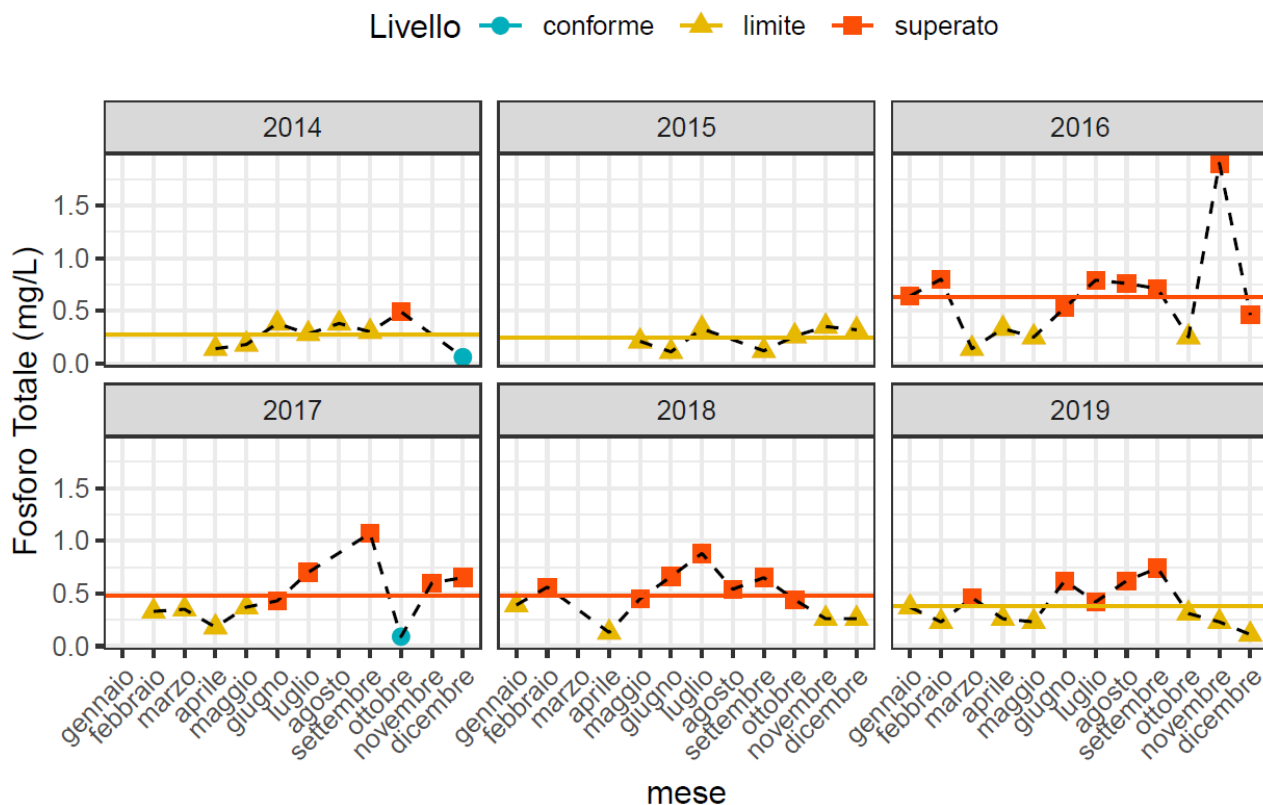 Livello conforme limite superato
2014 2015 2016
1.5
1.0
0.5
0.0
2017 2018 2019
1.5
1.0
0.5
0.0
Fosforo Totale (mg/L)
gennaio febbraio marzo aprile maggio giugno luglio agosto settembre ottobre novembre dicembre
gennaio febbraio marzo aprile maggio giugno luglio agosto settembre ottobre novembre dicembre
gennaio febbraio marzo aprile maggio giugno luglio agosto settembre ottobre novembre dicembre
mese